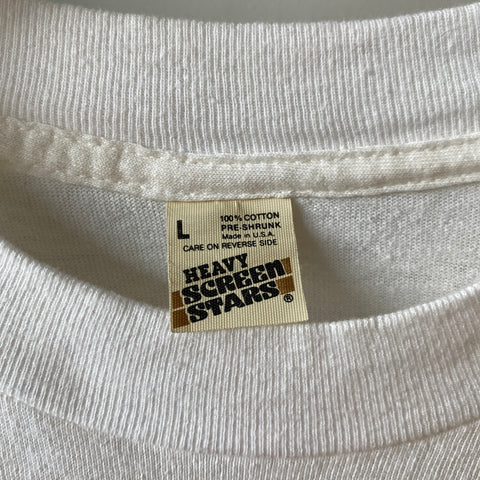 L
100% COTTON
PRE-SHRUNK
Made in U.S.A.
CARE ON REVERSE SIDE
HEAVY
SCREEN
STARS®